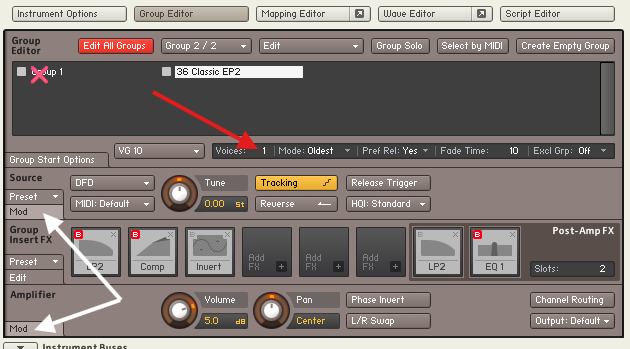 Instrument Options Group Editor Mapping Editor Wave Editor Script Editor
Group Editor Edit All Groups Group 2 / 2 Edit Group Solo Select by MIDI Create Empty Group
Group 1 36 Classic EP2
Group Start Options VG 10 Voices: 1 Mode: Oldest Pref Rel: Yes Fade Time: 10 Excl Grp: Off
Source DFD Tune Tracking Release Trigger
Preset
Mod MIDI: Default 0.00 St Reverse HQI: Standard
Group Insert FX Post-Amp FX
Preset Add FX + Add FX + Add FX +
Edit LP2 Comp Invert LP2 EQ 1 Slots: 2
Amplifier Volume Pan Phase Invert Channel Routing
Mod 5.0 dB Center L/R Swap Output: Default
Instrument Buses